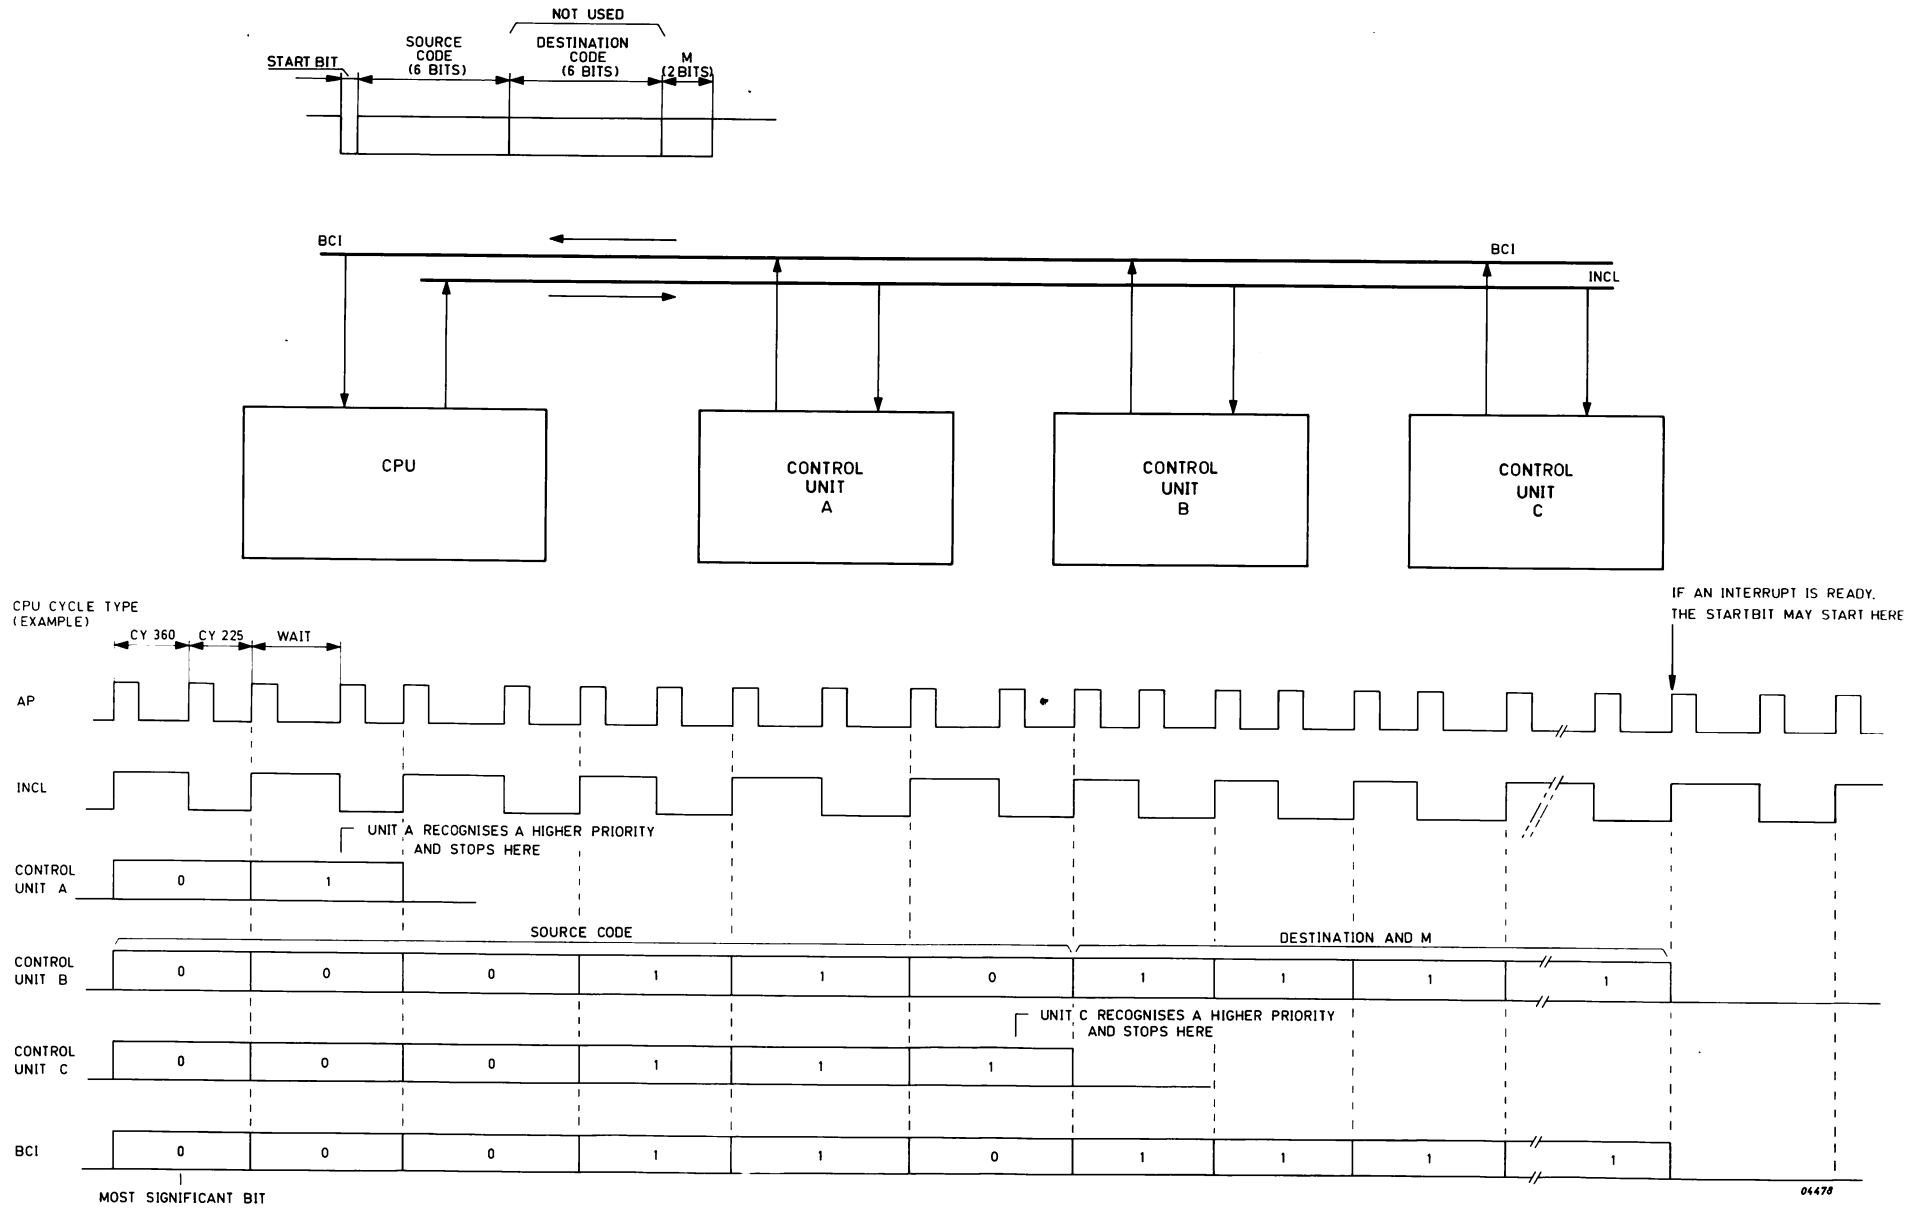 NOT USED
SOURCE
CODE
(6 BITS)
DESTINATION
CODE
(6 BITS)
M
(2 BITS)
START BIT
BCI
BCI
INCL
CPU
CONTROL
UNIT
A
CONTROL
UNIT
B
CONTROL
UNIT
C
IF AN INTERRUPT IS READY.
THE STARTBIT MAY START HERE
CPU CYCLE TYPE
(EXAMPLE)
CY 360
CY 225
WAIT
AP
INCL
UNIT A RECOGNISES A HIGHER PRIORITY
AND STOPS HERE
CONTROL
UNIT A
0 1
SOURCE CODE
DESTINATION AND M
CONTROL
UNIT B
0 0 0 1 1 0 1 1 1 1
UNIT C RECOGNISES A HIGHER PRIORITY
AND STOPS HERE
CONTROL
UNIT C
0 0 0 1 1 1
BCI
0 0 0 1 1 0 1 1 1 1
MOST SIGNIFICANT BIT
04478